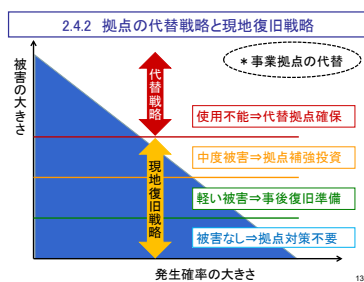 2.4.2 拠点の代替戦略と現地復旧戦略
被害の大きさ
代替戦略
＊事業拠点の代替
使用不能⇒代替拠点確保
現地復旧戦略
中度被害⇒拠点補強投資
軽い被害⇒事後復旧準備
被害なし⇒拠点対策不要
発生確率の大きさ
13